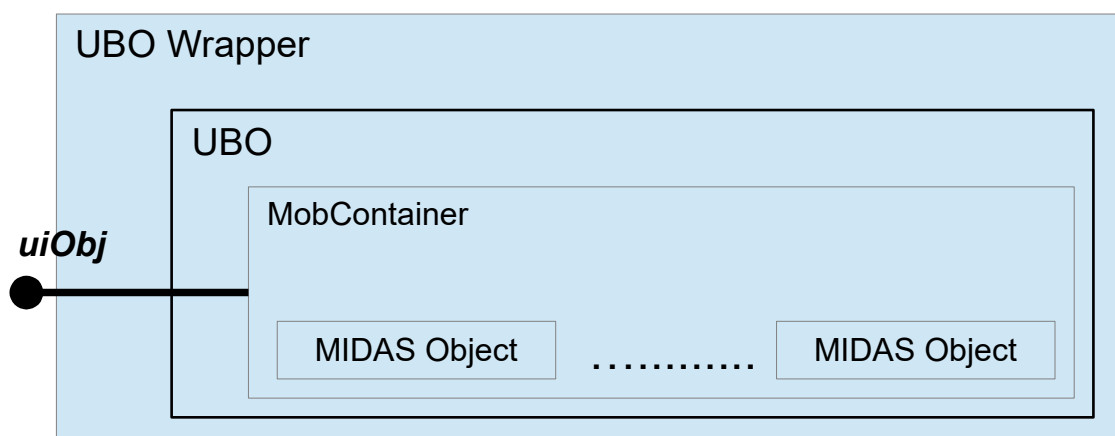 UBO Wrapper
UBO
MobContainer
uiObj
MIDAS Object ............ MIDAS Object